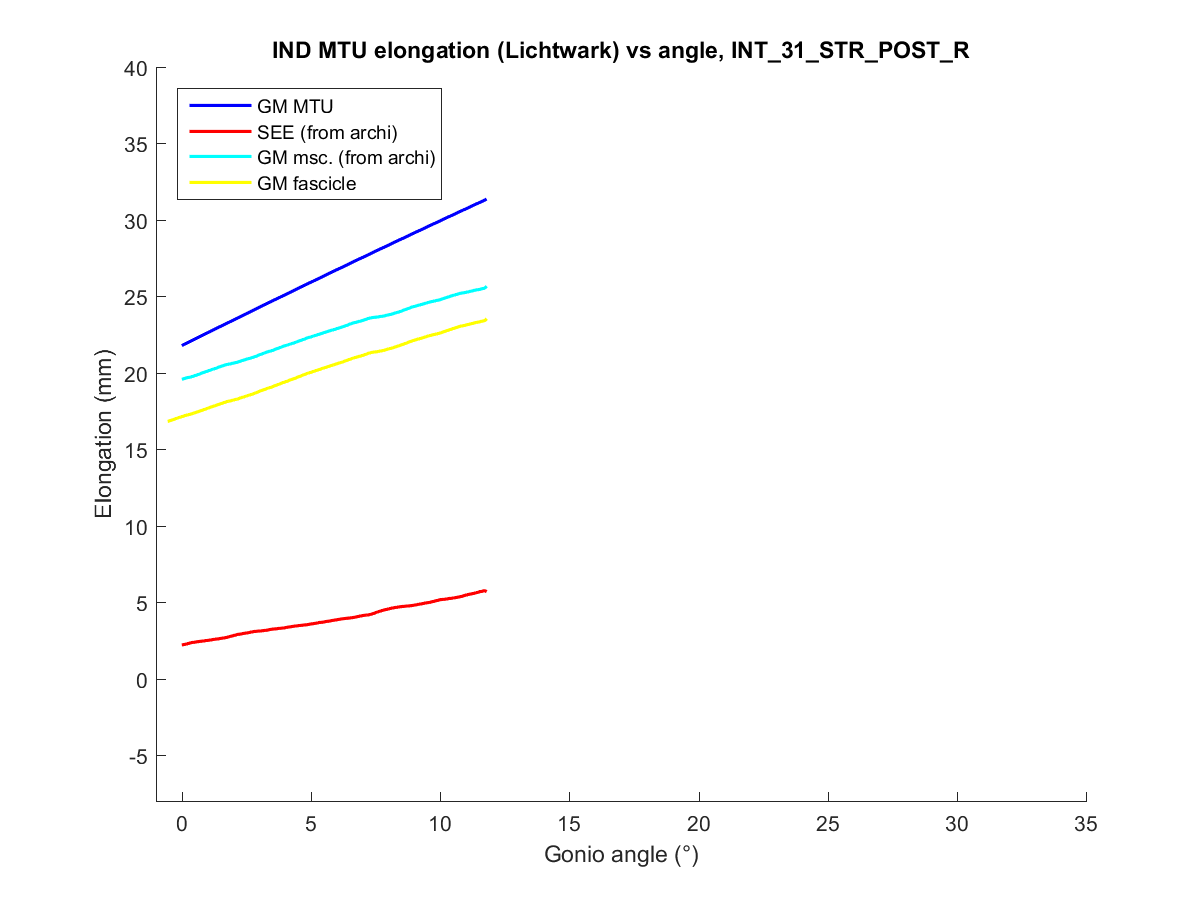 IND MTU elongation (Lichtwark) vs angle, INT_31_STR_POST_R
GM MTU
SEE (from archi)
GM msc. (from archi)
GM fascicle
Elongation (mm)
40
35
30
25
20
15
10
5
0
-5
0 5 10 15 20 25 30 35
Gonio angle (°)